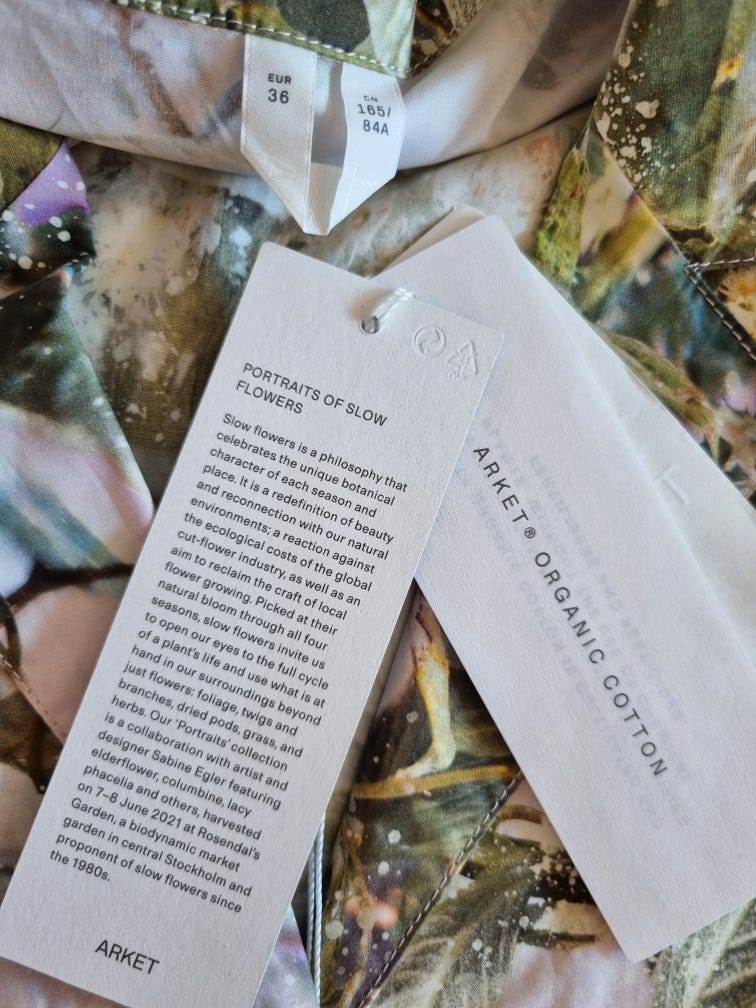 EUR
36
CN
165/
84A
PORTRAITS OF SLOW
FLOWERS
Slow flowers is a philosophy that
celebrates the unique botanical
character of each season and
place. It is a redefinition of beauty
and reconnection with our natural
environments; a reaction against
the ecological costs of the global
cut-flower industry, as well as an
aim to reclaim the craft of local
flower growing. Picked at their
natural bloom through all four
seasons, slow flowers invite us
to open our eyes to the full cycle
of a plant's life and use what is at
hand in our surroundings beyond
just flowers: foliage, twigs and
branches, dried pods, grass, and
herbs. Our 'Portraits' collection
is a collaboration with artist and
designer Sabine Egler featuring
elderflower, columbine, lacy
phacelia and others, harvested
on 7–8 June 2021 at Rosendal's
Garden, a biodynamic market
garden in central Stockholm and
proponent of slow flowers since
the 1980s.
ARKET
ARKET® ORGANIC COTTON